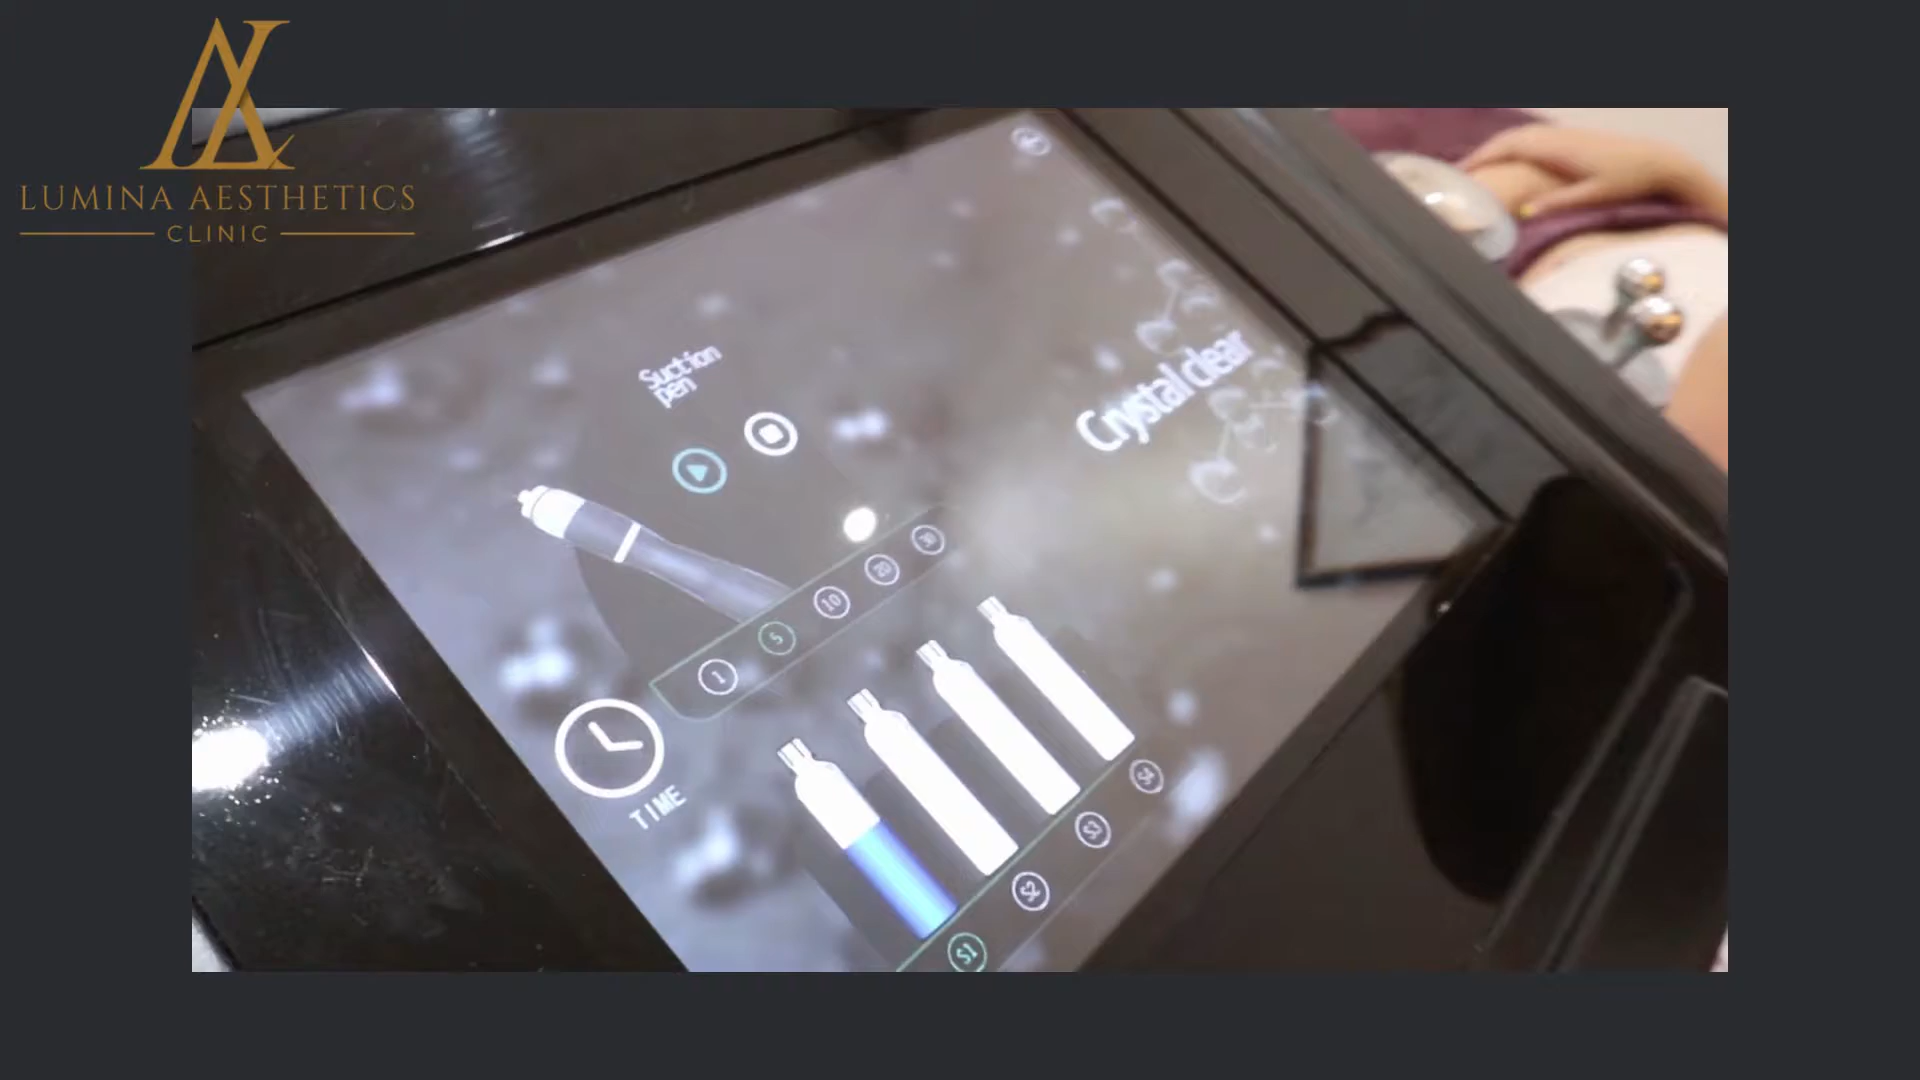 LUMINA AESTHETICS
CLINIC
Suction
pen
Crystal clear
1
5
10
20
30
TIME
S1
S2
S3
S4